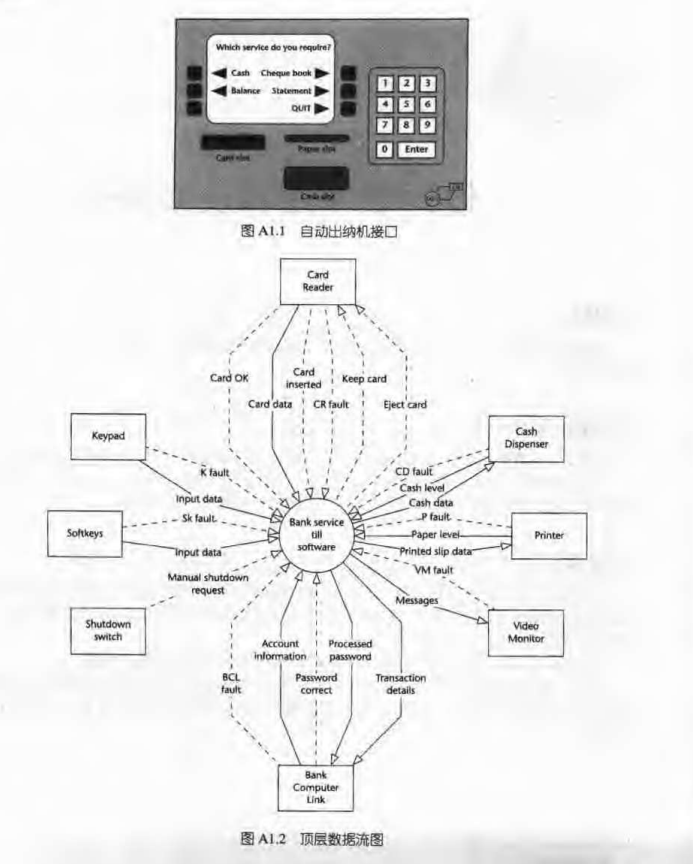 Which service do you require?
Cash Cheque book
Balance Statement
QUIT
1 2 3
4 5 6
7 8 9
0 Enter
Card slot
Paper slot
Cash slot
图 A1.1 自动出纳机接口
Card
Reader
Card OK
Card
inserted
Keep card
Card data
CR fault
Eject card
Keypad
Cash
Dispenser
K fault
CD fault
Cash level
Input data
Cash data
Softkeys
Sk fault
Bank service
till
software
P fault
Paper level
Printer
Input data
Printed slip data
Manual shutdown
request
VM fault
Messages
Shutdown
switch
Video
Monitor
Account
information
Processed
password
BCL
fault
Password
correct
Transaction
details
Bank
Computer
Link
图 A1.2 顶层数据流图